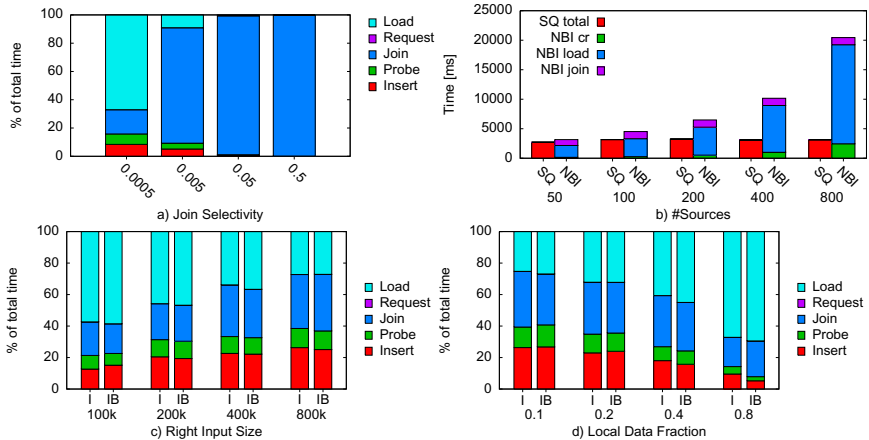 % of total time
100
80
60
40
20
0
0.0005
0.005
0.05
0.5
a) Join Selectivity
Load
Request
Join
Probe
Insert
Time [ms]
25000
20000
15000
10000
5000
0
SQ total
NBI cr
NBI load
NBI join
SQ NBI SQ NBI SQ NBI SQ NBI SQ NBI
50 100 200 400 800
b) #Sources
% of total time
100
80
60
40
20
0
I IB I IB I IB I IB
100k 200k 400k 800k
c) Right Input Size
Load
Request
Join
Probe
Insert
% of total time
100
80
60
40
20
0
I IB I IB I IB I IB
0.1 0.2 0.4 0.8
d) Local Data Fraction
Load
Request
Join
Probe
Insert